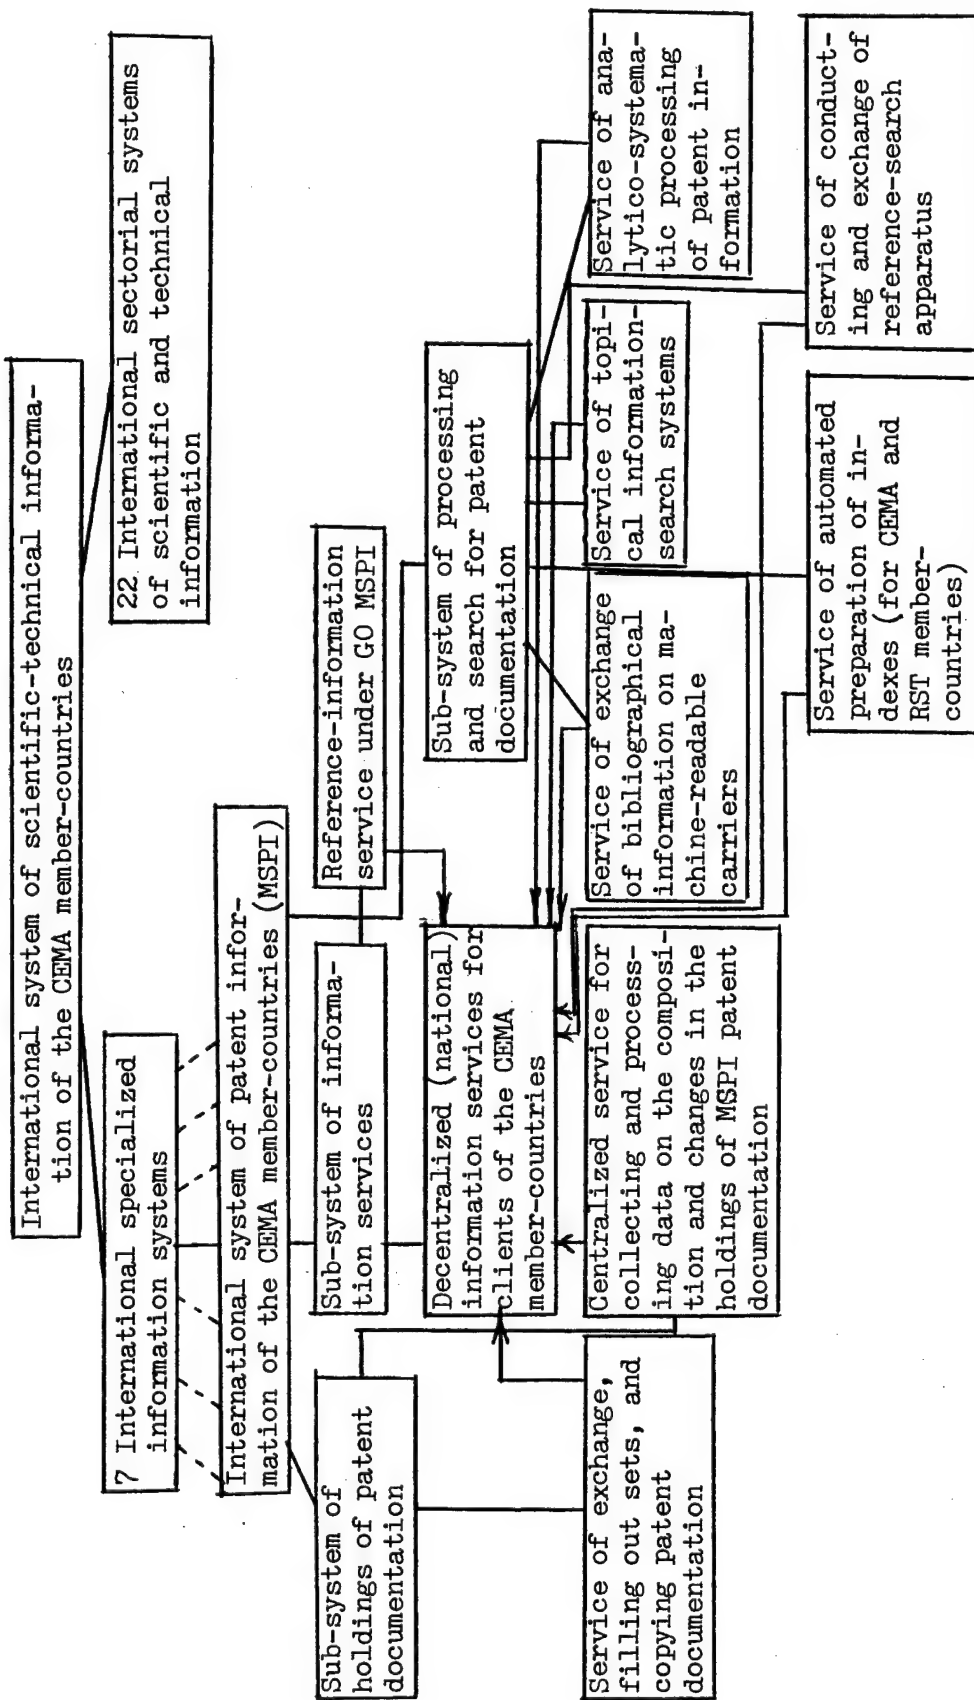 International system of scientific-technical informa-
tion of the CEMA member-countries
7 International specialized
information systems
22 International sectorial systems
of scientific and technical
information
International system of patent infor-
mation of the CEMA member-countries (MSPI)
Sub-system of
holdings of patent
documentation
Sub-system of informa-
tion services
Reference-information
service under GO MSPI
Sub-system of processing
and search for patent
documentation
Decentralized (national)
information services for
clients of the CEMA
member-countries
Service of exchange,
filling out sets, and
copying patent
documentation
Centralized service for
collecting and process-
ing data on the composi-
tion and changes in the
holdings of MSPI patent
documentation
Service of exchange
of bibliographical
information on ma-
chine-readable
carriers
Service of topi-
cal information-
search systems
Service of ana-
lytico-systema-
tic processing
of patent in-
formation
Service of automated
preparation of in-
dexes (for CEMA and
RST member-
countries)
Service of conduct-
ing and exchange of
reference-search
apparatus